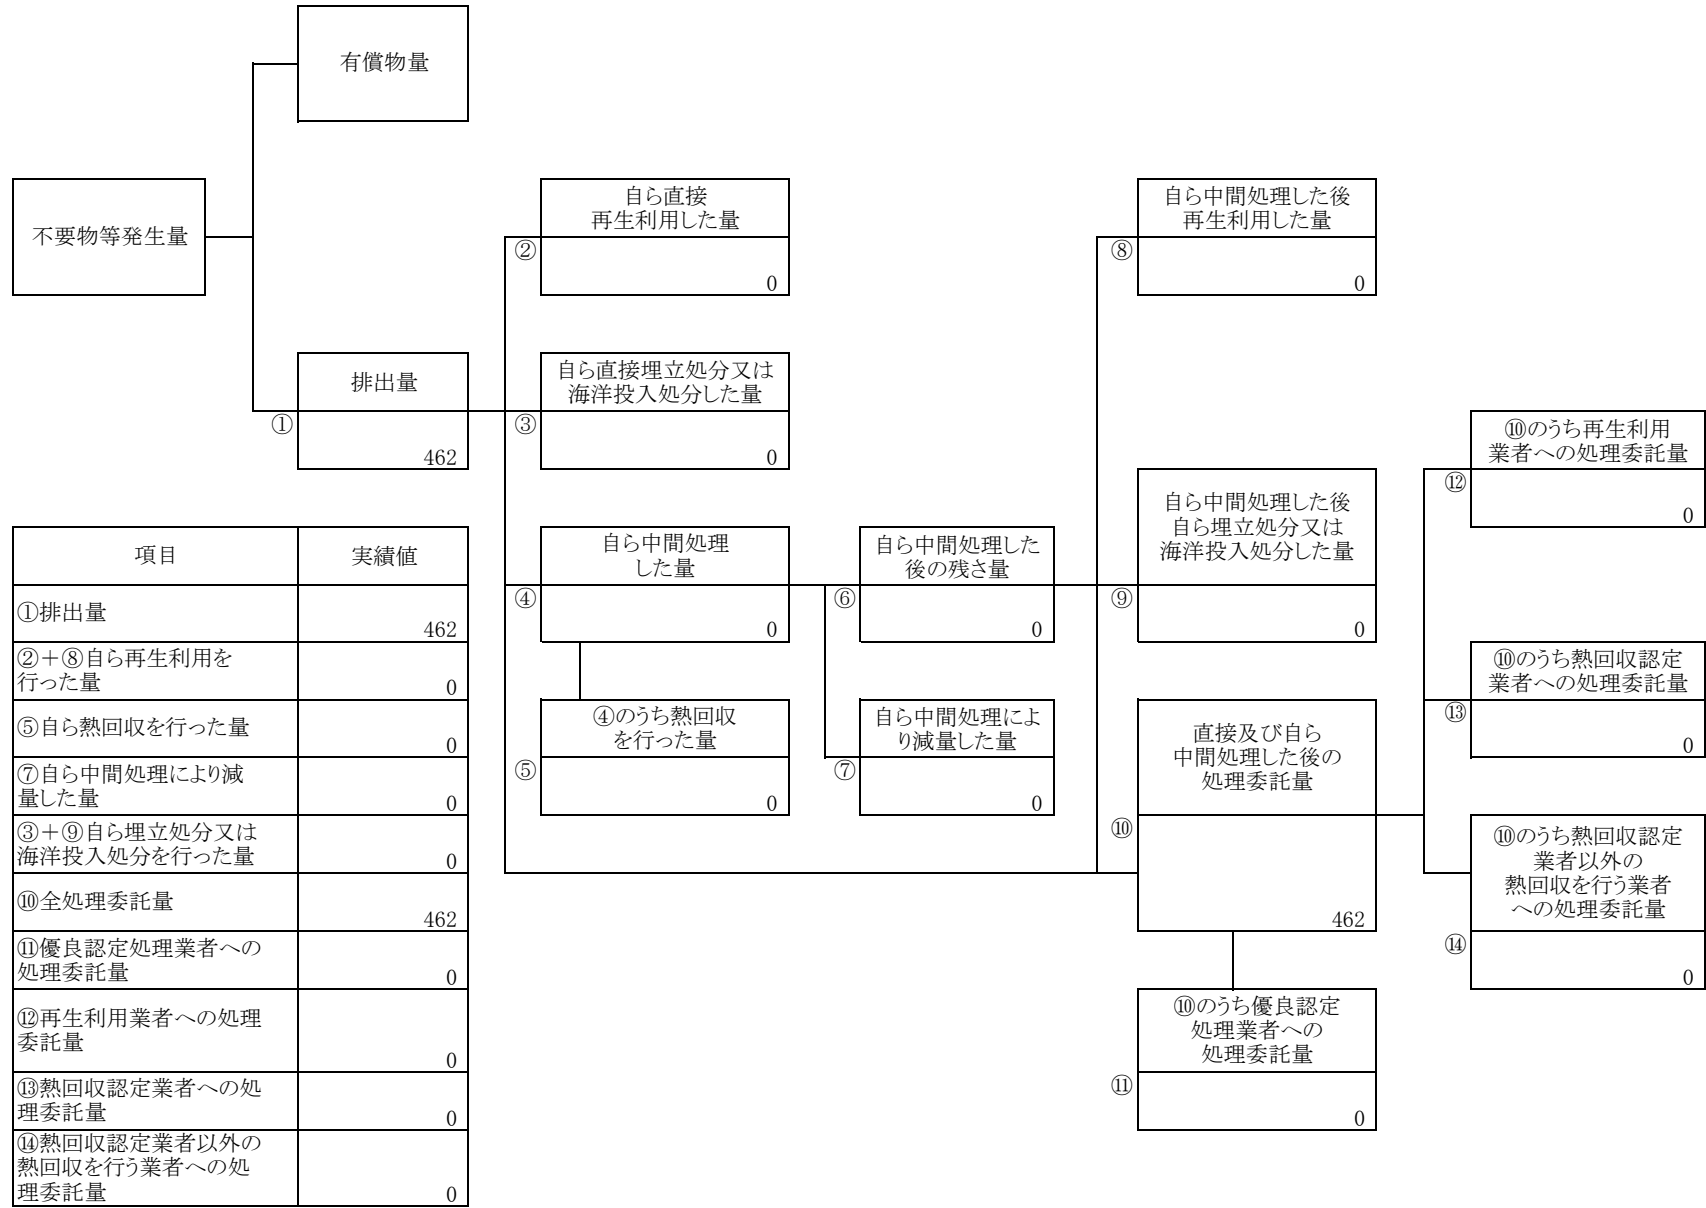 有償物量
不要物等発生量
自ら直接
再生利用した量
②
0
自ら中間処理した後
再生利用した量
⑧
0
排出量
①
462
自ら直接埋立処分又は
海洋投入処分した量
③
0
⑩のうち再生利用
業者への処理委託量
⑫
0
自ら中間処理
した量
④
0
自ら中間処理した
後の残さ量
⑥
0
自ら中間処理した後
自ら埋立処分又は
海洋投入処分した量
⑨
0
⑩のうち熱回収認定
業者への処理委託量
⑬
0
④のうち熱回収
を行った量
⑤
0
自ら中間処理によ
り減量した量
⑦
0
直接及び自ら
中間処理した後の
処理委託量
⑩
462
⑩のうち熱回収認定
業者以外の
熱回収を行う業者
への処理委託量
⑭
0
⑩のうち優良認定
処理業者への
処理委託量
⑪
0
項目 実績値
①排出量
462
②＋⑧自ら再生利用を
行った量
0
⑤自ら熱回収を行った量
0
⑦自ら中間処理により減
量した量
0
③＋⑨自ら埋立処分又は
海洋投入処分を行った量
0
⑩全処理委託量
462
⑪優良認定処理業者への
処理委託量
0
⑫再生利用業者への処理
委託量
0
⑬熱回収認定業者への処
理委託量
0
⑭熱回収認定業者以外の
熱回収を行う業者への処
理委託量
0